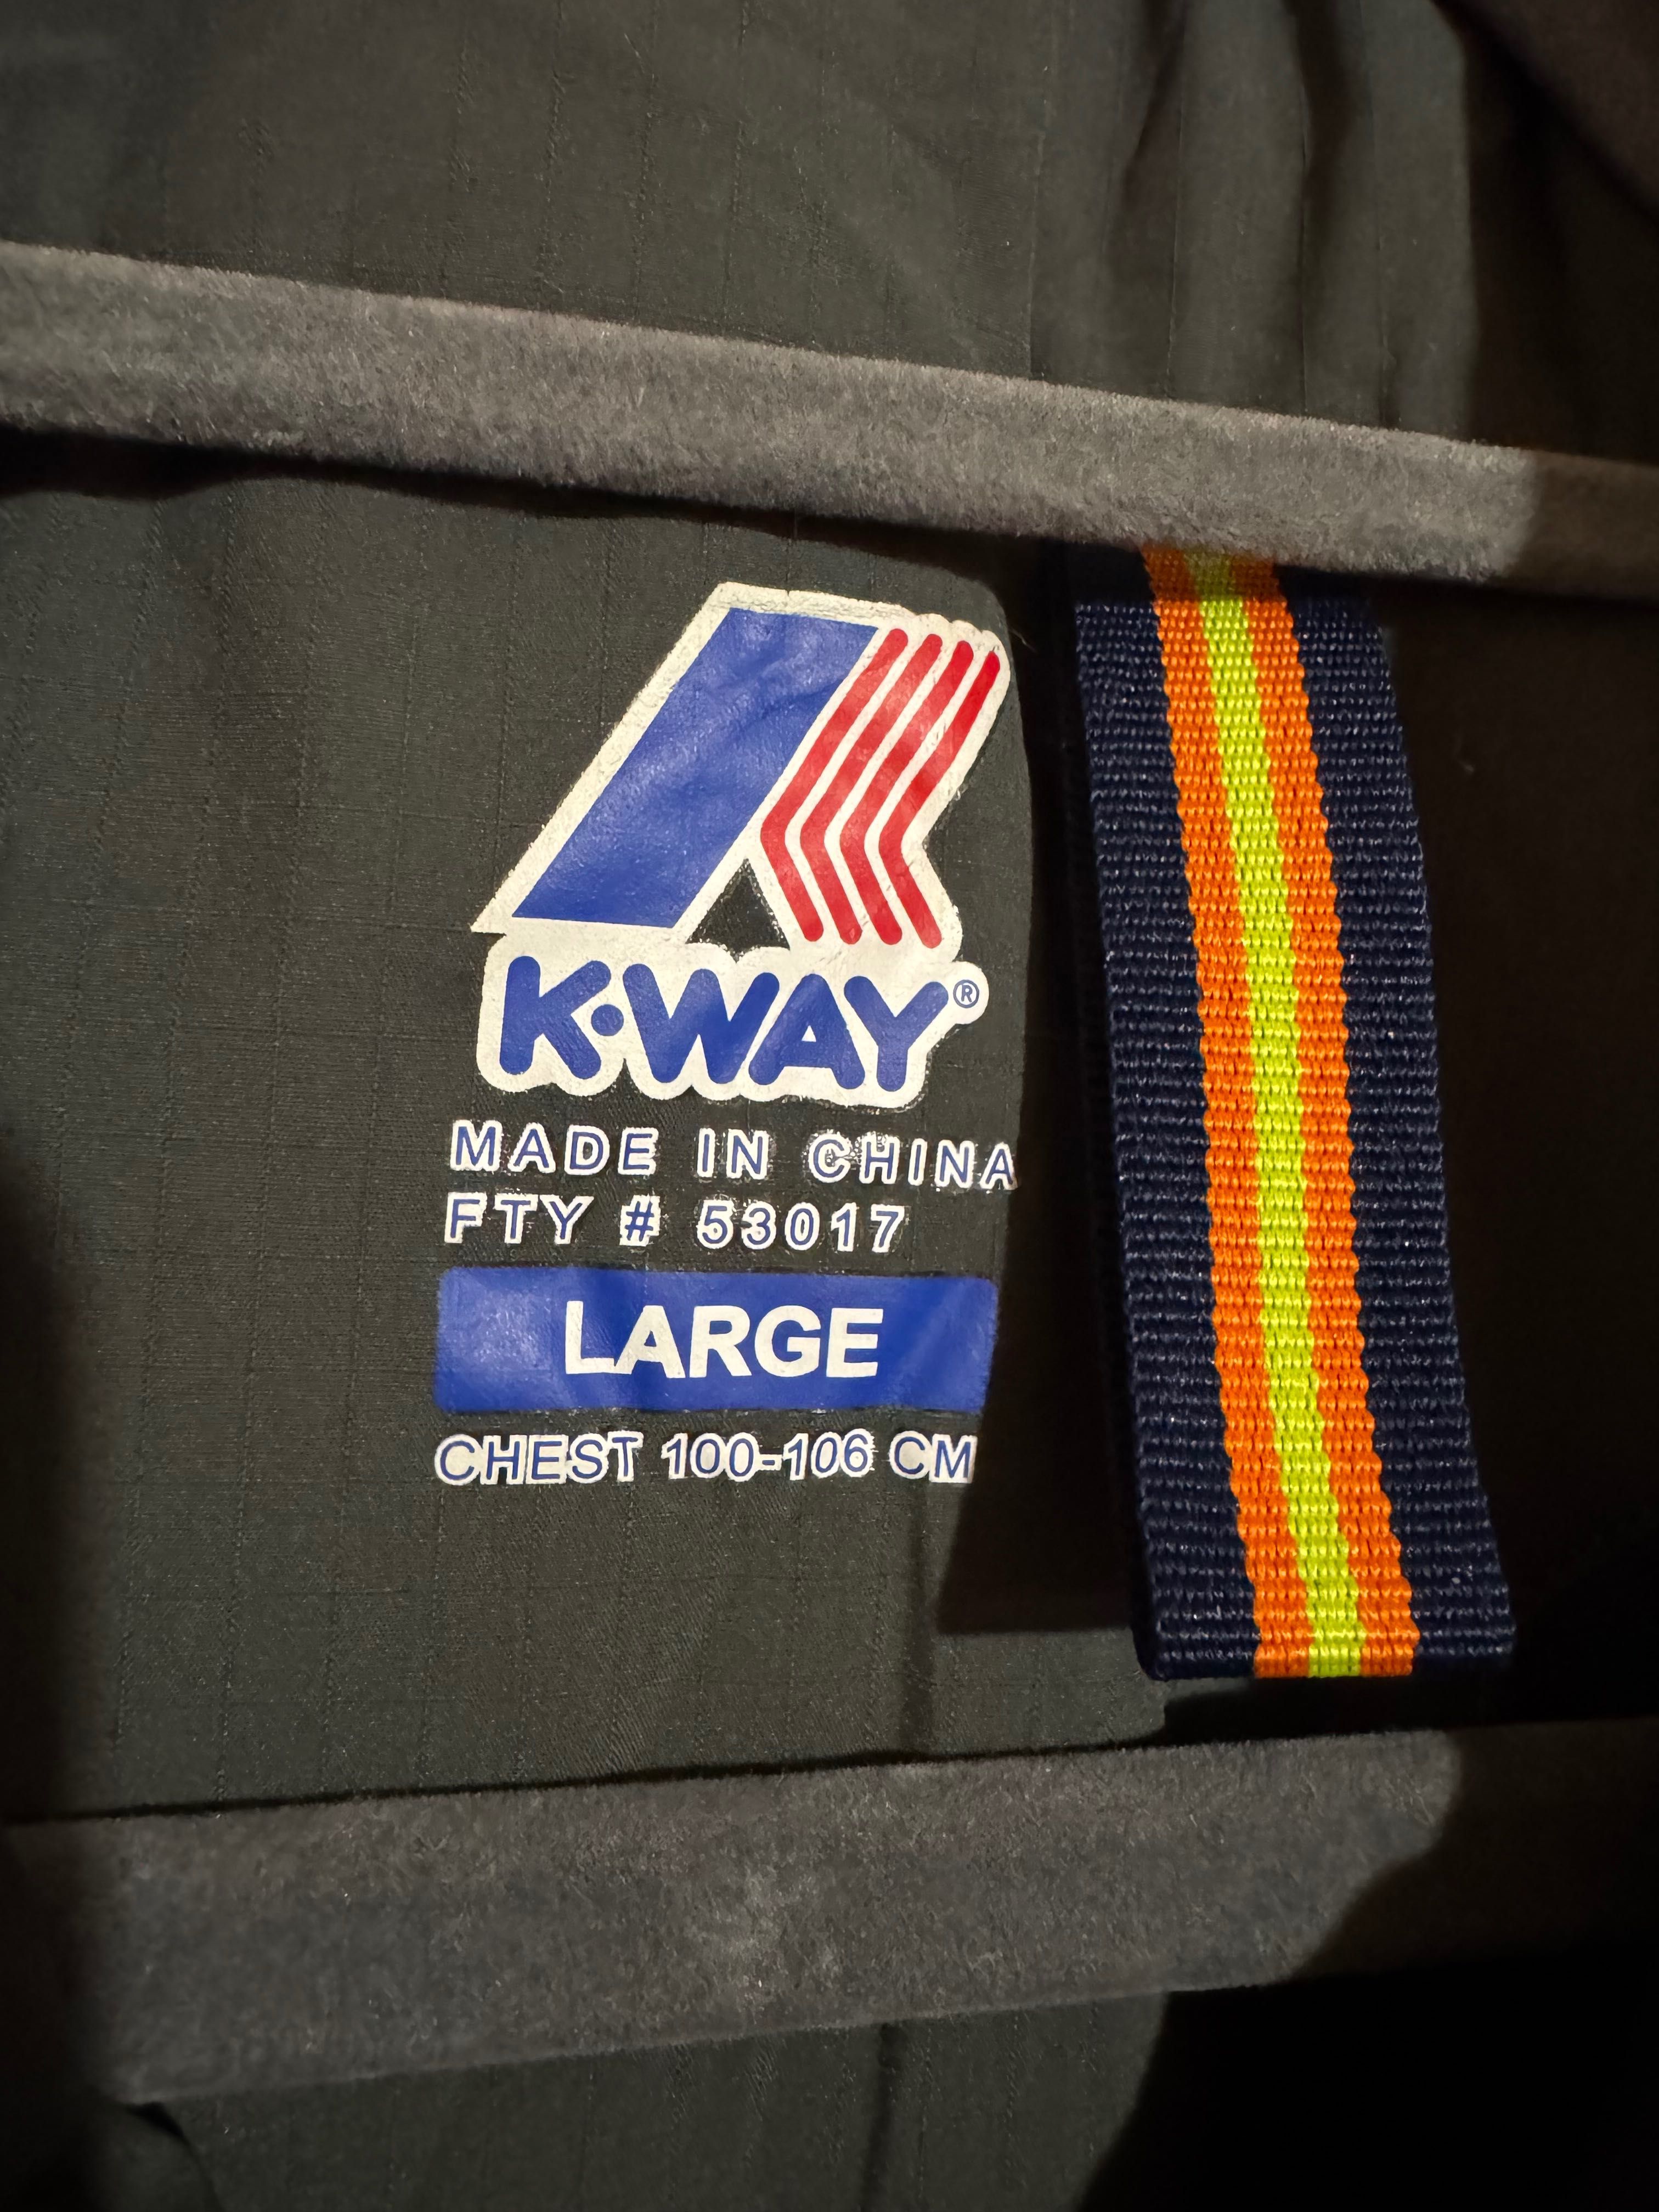 K·WAY®
MADE IN CHINA
FTY # 53017
LARGE
CHEST 100-106 CM